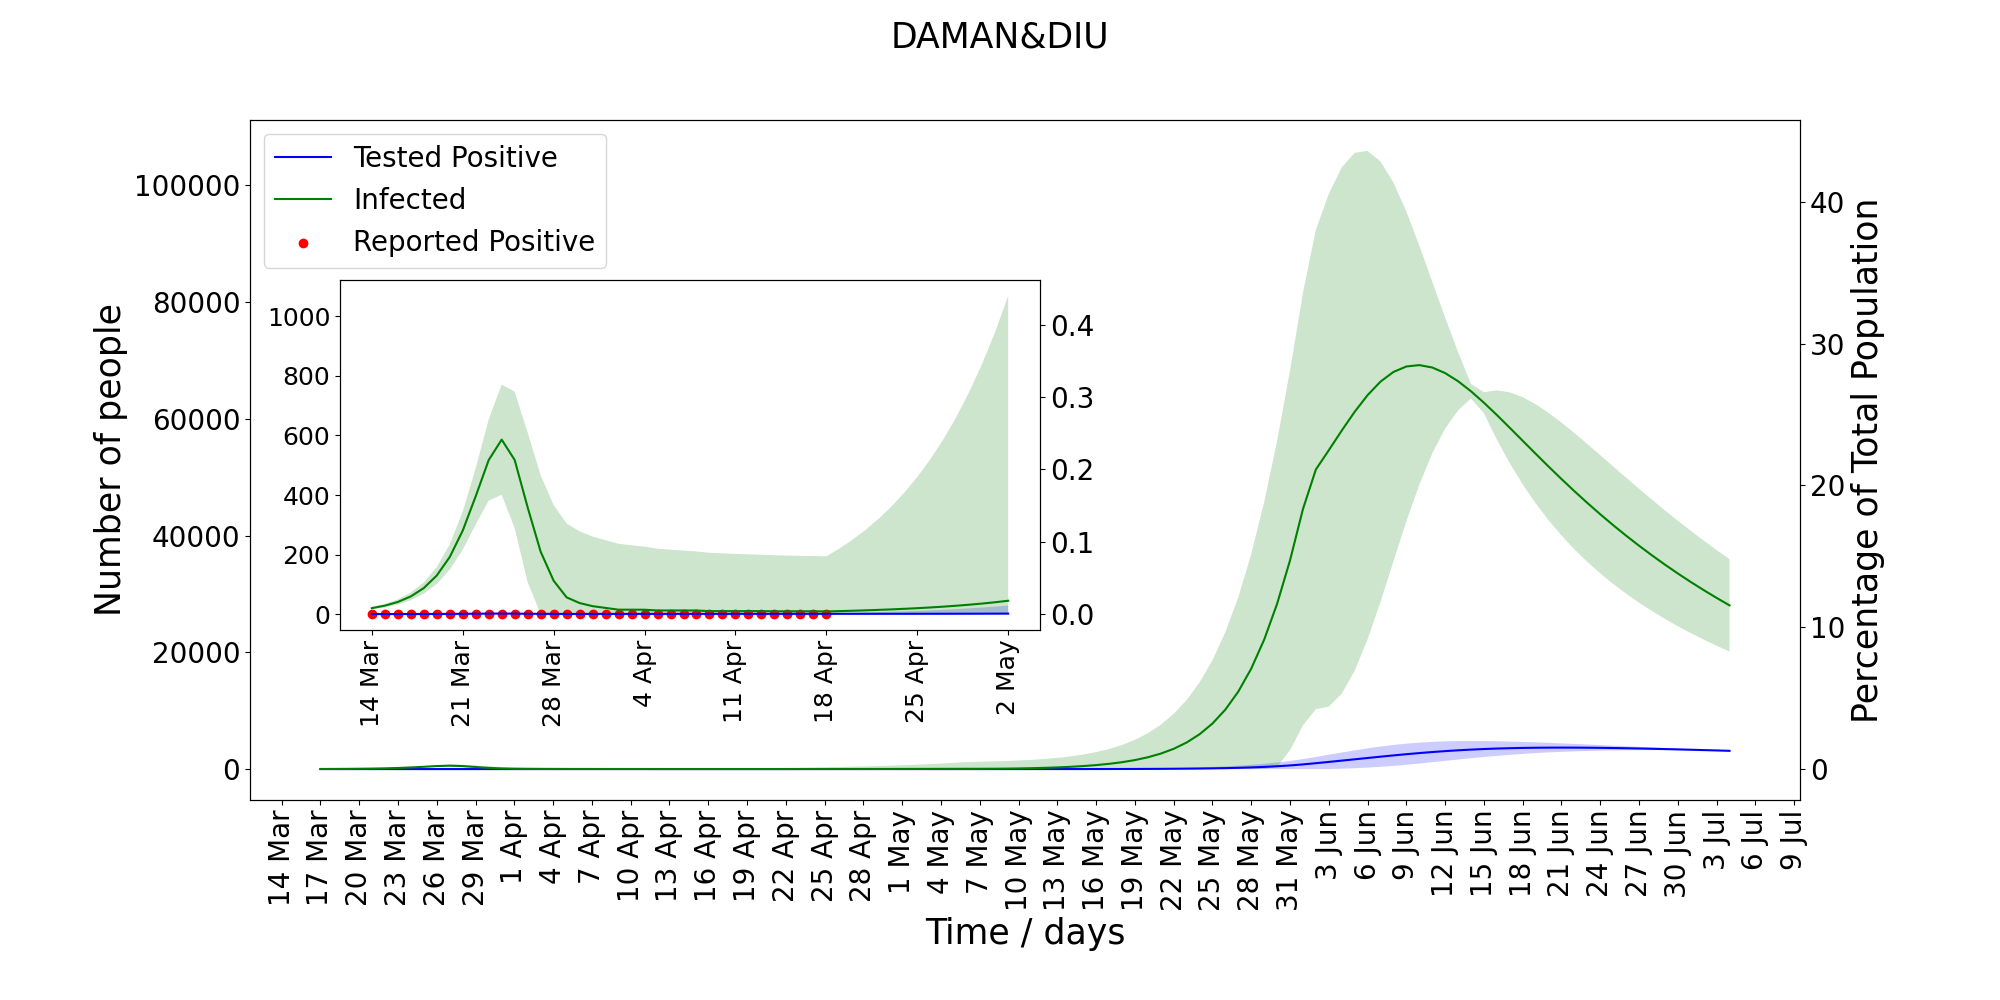 DAMAN&DIU
Tested Positive
Infected
Reported Positive
Number of people
100000
80000
60000
40000
20000
0
Percentage of Total Population
40
30
20
10
0
1000
800
600
400
200
0
0.4
0.3
0.2
0.1
0.0
14 Mar
21 Mar
28 Mar
4 Apr
11 Apr
18 Apr
25 Apr
2 May
14 Mar
17 Mar
20 Mar
23 Mar
26 Mar
29 Mar
1 Apr
4 Apr
7 Apr
10 Apr
13 Apr
16 Apr
19 Apr
22 Apr
25 Apr
28 Apr
1 May
4 May
7 May
10 May
13 May
16 May
19 May
22 May
25 May
28 May
31 May
3 Jun
6 Jun
9 Jun
12 Jun
15 Jun
18 Jun
21 Jun
24 Jun
27 Jun
30 Jun
3 Jul
6 Jul
9 Jul
Time / days